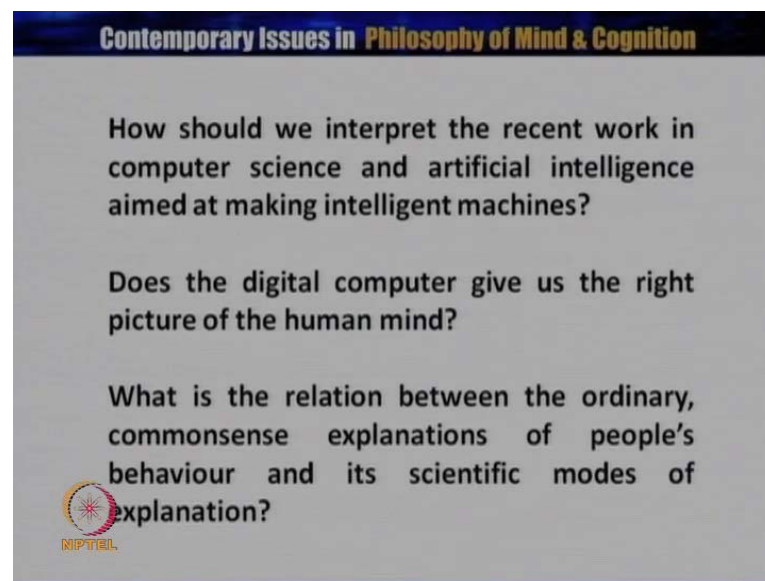 Contemporary Issues in Philosophy of Mind & Cognition
How should we interpret the recent work in
computer science and artificial intelligence
aimed at making intelligent machines?
Does the digital computer give us the right
picture of the human mind?
What is the relation between the ordinary,
commonsense explanations of people's
behaviour and its scientific modes of
explanation?
NPTEL